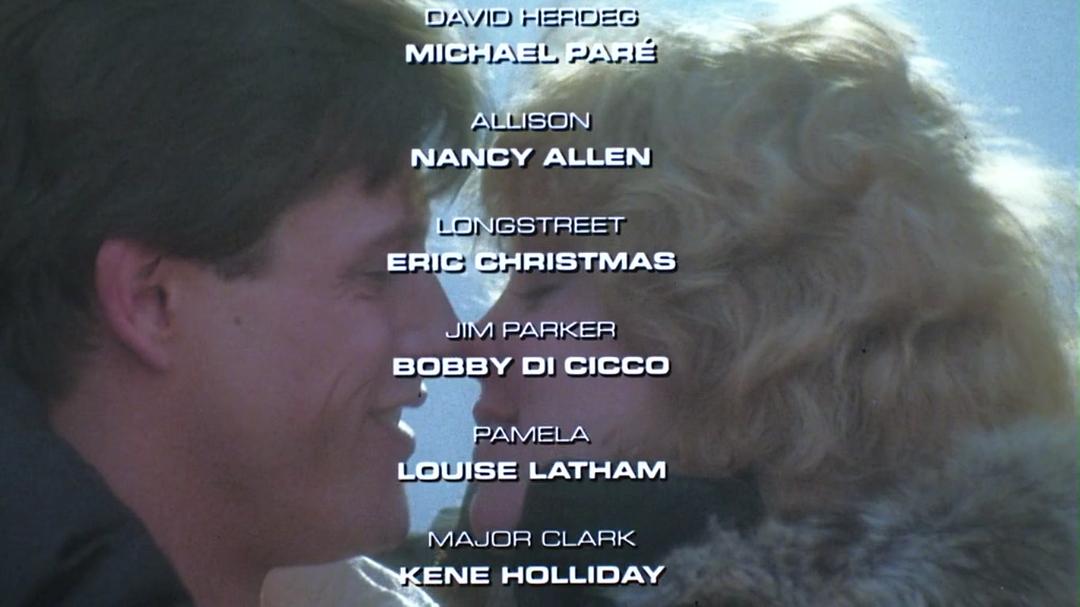 DAVID HERDEG
MICHAEL PARÉ
ALLISON
NANCY ALLEN
LONGSTREET
ERIC CHRISTMAS
JIM PARKER
BOBBY DI CICCO
PAMELA
LOUISE LATHAM
MAJOR CLARK
KENE HOLLIDAY